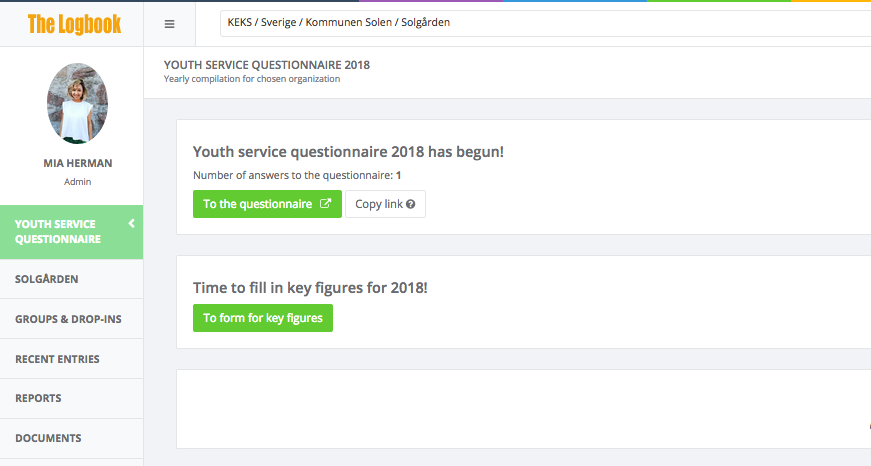 The Logbook
KEKS / Sverige / Kommunen Solen / Solgården
MIA HERMAN
Admin
YOUTH SERVICE
QUESTIONNAIRE
SOLGÅRDEN
GROUPS & DROP-INS
RECENT ENTRIES
REPORTS
DOCUMENTS
YOUTH SERVICE QUESTIONNAIRE 2018
Yearly compilation for chosen organization
Youth service questionnaire 2018 has begun!
Number of answers to the questionnaire: 1
To the questionnaire
Copy link
Time to fill in key figures for 2018!
To form for key figures